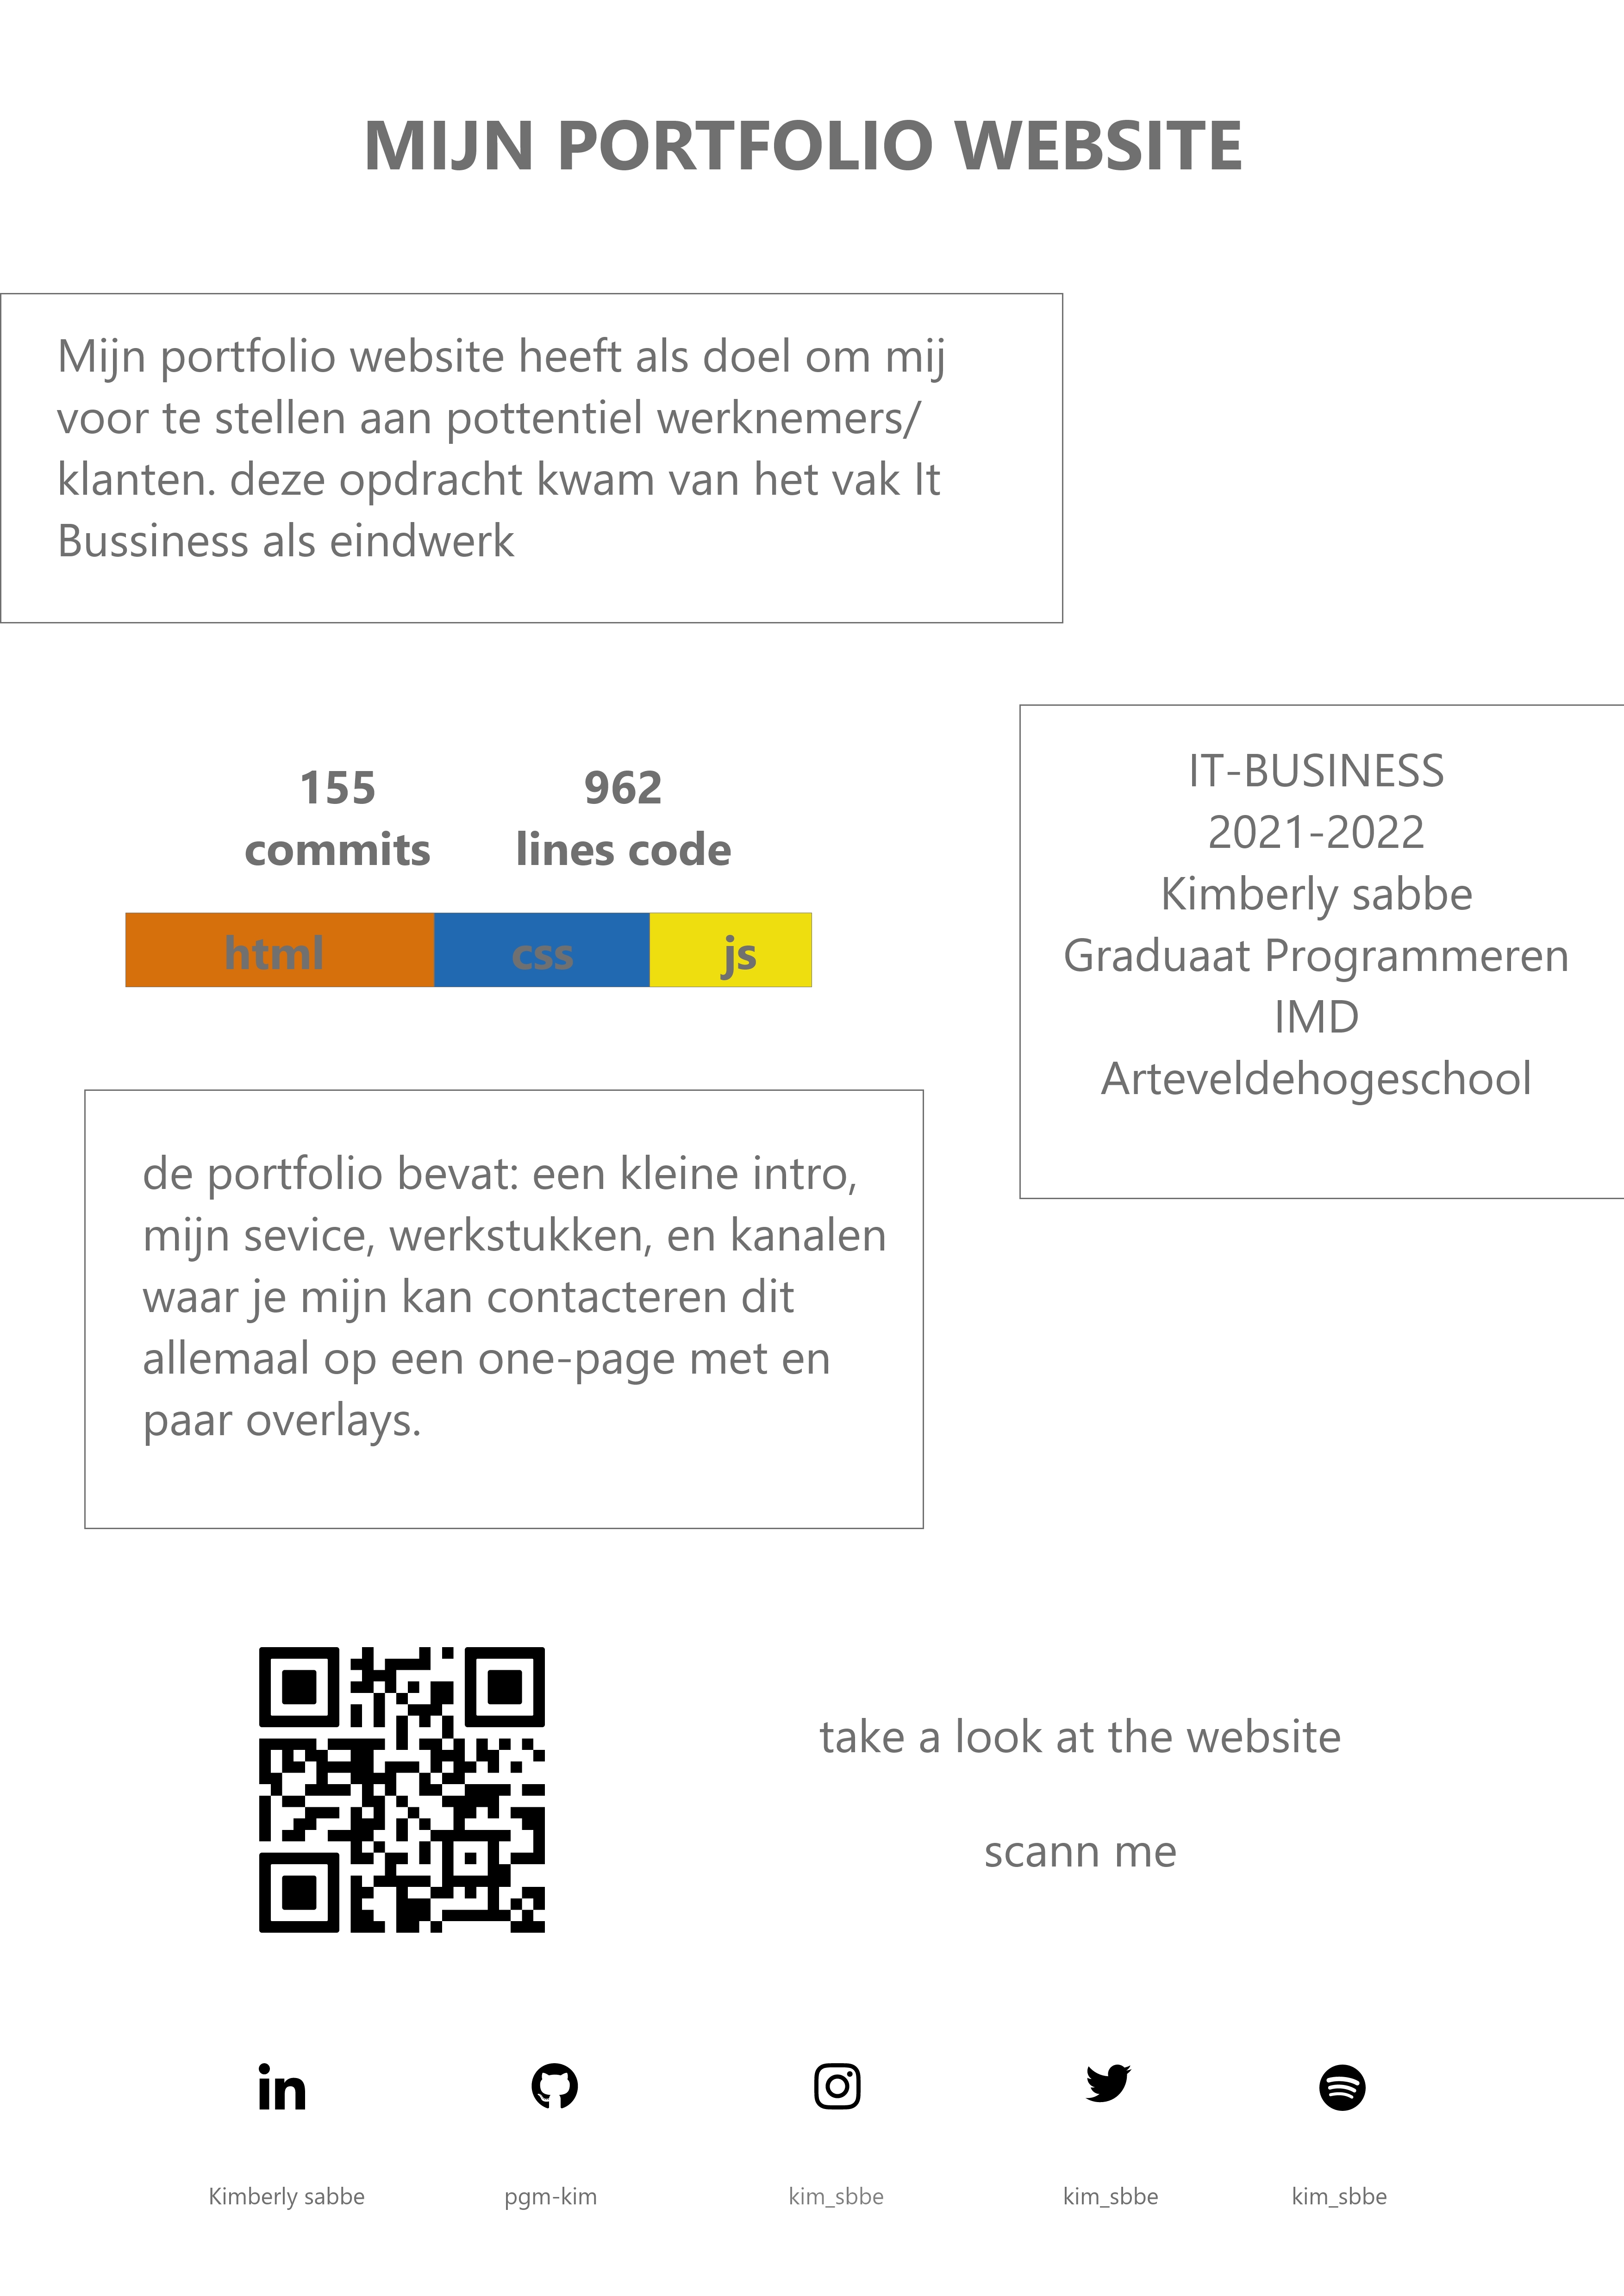 MIJN PORTFOLIO WEBSITE
Mijn portfolio website heeft als doel om mij
voor te stellen aan pottentiel werknemers/
klanten. deze opdracht kwam van het vak It
Bussiness als eindwerk
155
commits
962
lines code
html
css
js
IT-BUSINESS
2021-2022
Kimberly sabbe
Graduaat Programmeren
IMD
Arteveldehogeschool
de portfolio bevat: een kleine intro,
mijn sevice, werkstukken, en kanalen
waar je mijn kan contacteren dit
allemaal op een one-page met en
paar overlays.
take a look at the website
scann me
in
Kimberly sabbe
pgm-kim
kim_sbbe
kim_sbbe
kim_sbbe